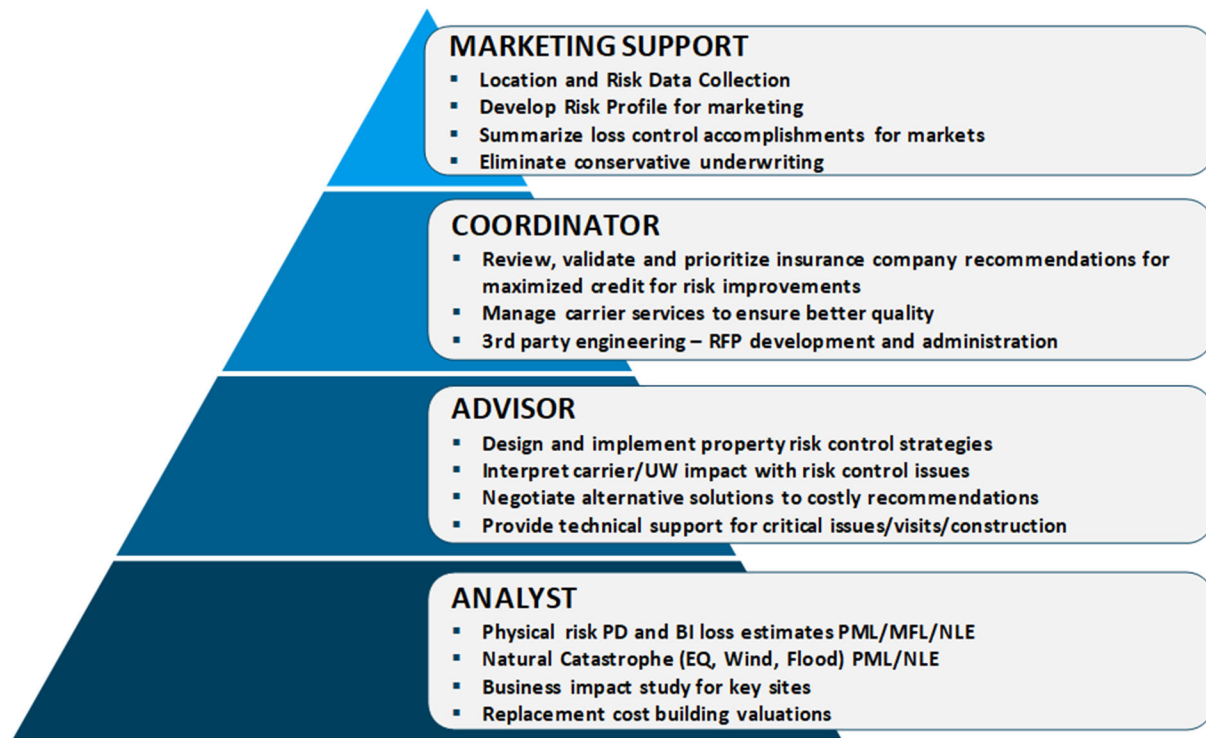 MARKETING SUPPORT
▪ Location and Risk Data Collection
▪ Develop Risk Profile for marketing
▪ Summarize loss control accomplishments for markets
▪ Eliminate conservative underwriting
COORDINATOR
▪ Review, validate and prioritize insurance company recommendations for
maximized credit for risk improvements
▪ Manage carrier services to ensure better quality
▪ 3rd party engineering – RFP development and administration
ADVISOR
▪ Design and implement property risk control strategies
▪ Interpret carrier/UW impact with risk control issues
▪ Negotiate alternative solutions to costly recommendations
▪ Provide technical support for critical issues/visits/construction
ANALYST
▪ Physical risk PD and BI loss estimates PML/MFL/NLE
▪ Natural Catastrophe (EQ, Wind, Flood) PML/NLE
▪ Business impact study for key sites
▪ Replacement cost building valuations